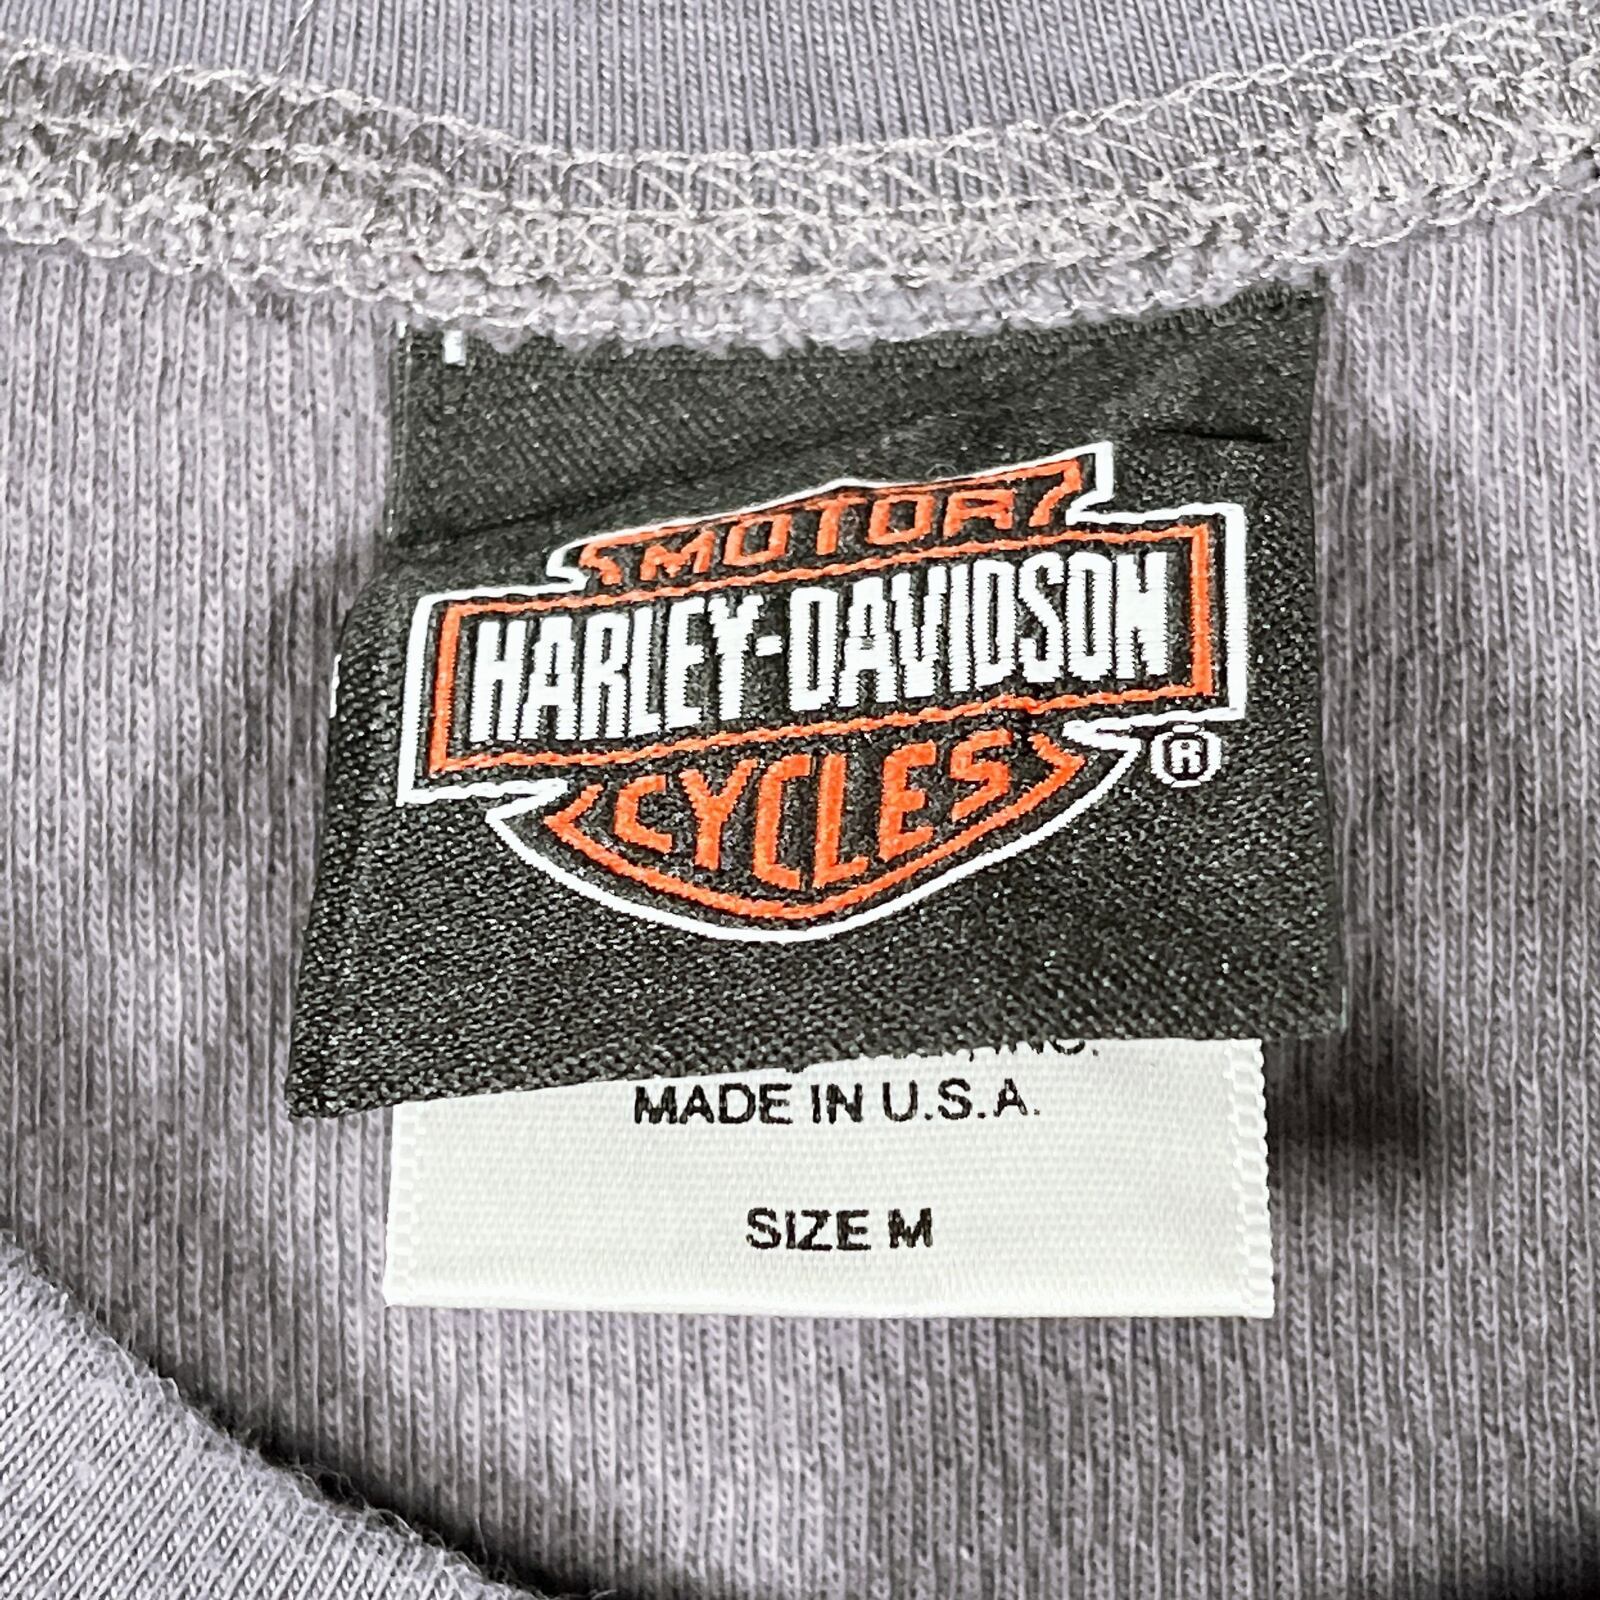 MOTOR
HARLEY-DAVIDSON
CYCLES
®
MADE IN U.S.A.
SIZE M